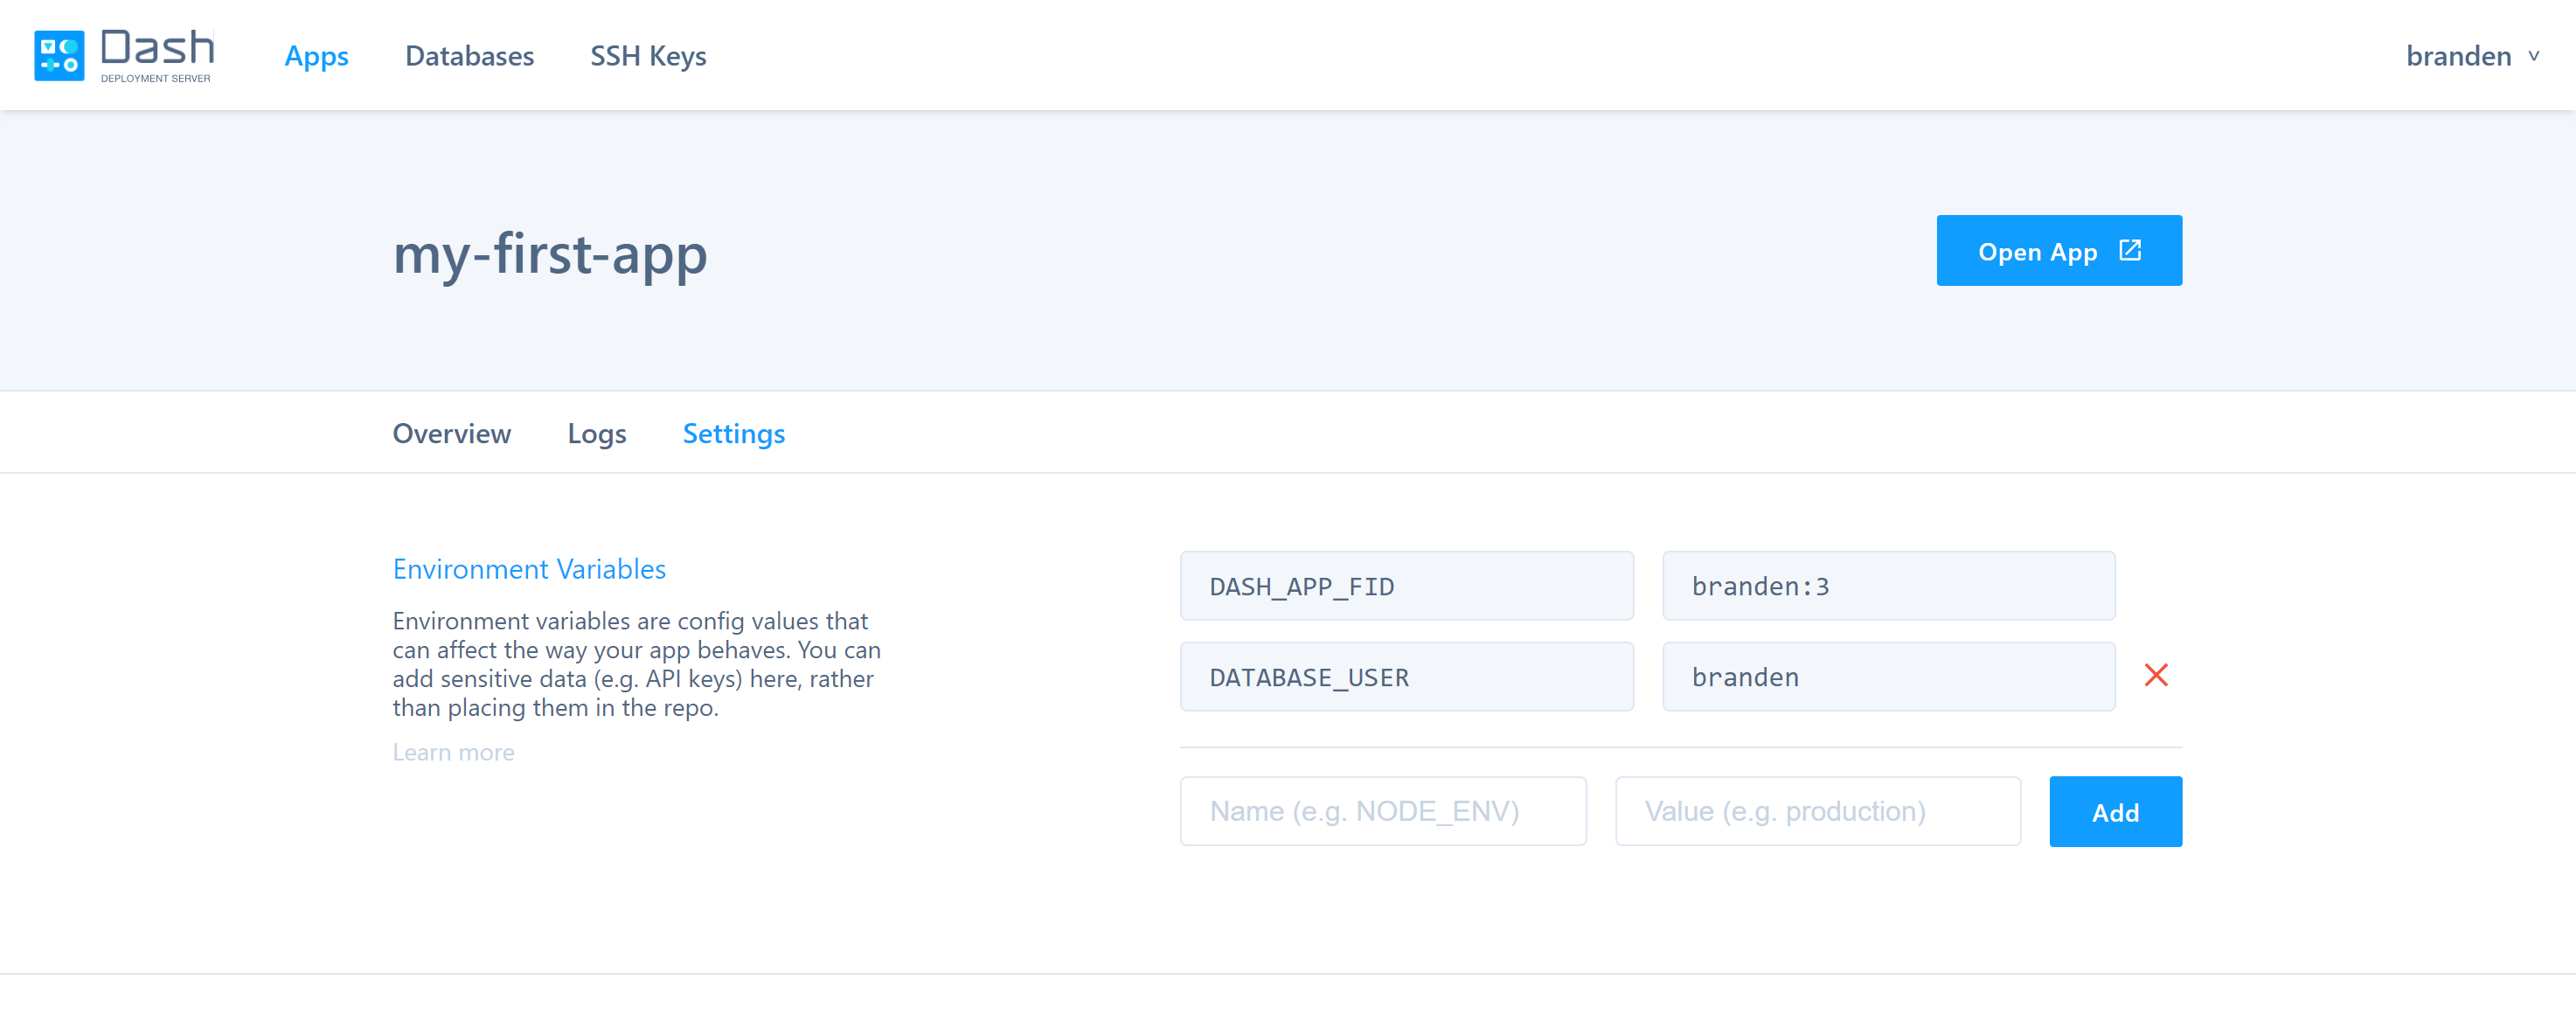 Dash
DEPLOYMENT SERVER
Apps
Databases
SSH Keys
branden
my-first-app
Open App
Overview
Logs
Settings
Environment Variables
Environment variables are config values that
can affect the way your app behaves. You can
add sensitive data (e.g. API keys) here, rather
than placing them in the repo.
Learn more
DASH_APP_FID
branden:3
DATABASE_USER
branden
Name (e.g. NODE_ENV)
Value (e.g. production)
Add